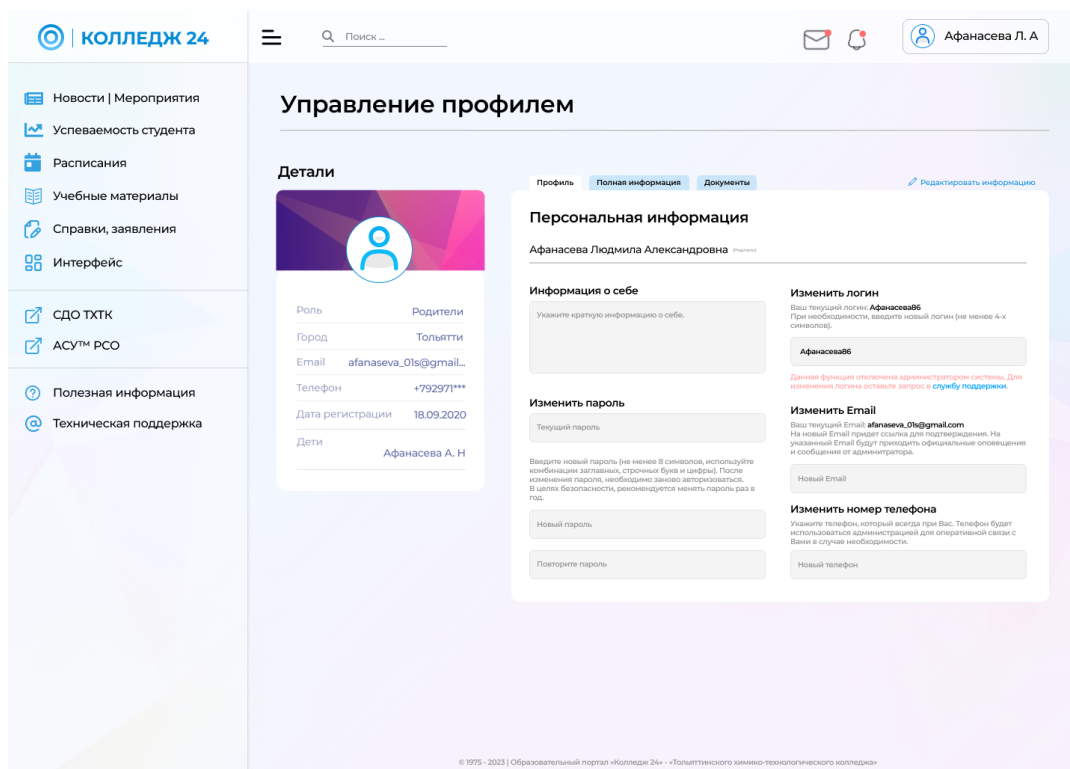 КОЛЛЕДЖ 24
Поиск ...
Афанасева Л. А
Новости | Мероприятия
Успеваемость студента
Расписания
Учебные материалы
Справки, заявления
Интерфейс
СДО ТХТК
АСУ™ РСО
Полезная информация
Техническая поддержка
Управление профилем
Детали
Роль Родители
Город Тольятти
Email afanaseva_01s@gmail...
Телефон +792971***
Дата регистрации 18.09.2020
Дети
Афанасева А. Н
Профиль Полная информация Документы
Редактировать информацию
Персональная информация
Афанасева Людмила Александровна
Информация о себе
Укажите краткую информацию о себе.
Изменить пароль
Текущий пароль
Введите новый пароль (не менее 8 символов, используйте
комбинации заглавных, строчных букв и цифры). После
изменения пароля, необходимо заново авторизоваться.
В целях безопасности, рекомендуется менять пароль раз в
год.
Новый пароль
Повторите пароль
Изменить логин
Ваш текущий логин: Афанасева86
При необходимости, введите новый логин (не менее 4-х
символов).
Афанасева86
Данная функция отключена администратором системы. Для
изменения логина оставьте запрос в службу поддержки.
Изменить Email
Ваш текущий Email: afanaseva_01s@gmail.com
На новый Email придет ссылка для подтверждения. На
указанный Email будут приходить официальные оповещения
и сообщения от админитратора.
Новый Email
Изменить номер телефона
Укажите телефон, который всегда при Вас. Телефон будет
использоваться администрацией для оперативной связи с
Вами в случае необходимости.
Новый телефон
© 1975 - 2023 | Образовательный портал «Колледж 24» - «Тольяттинского химико-технологического колледжа»